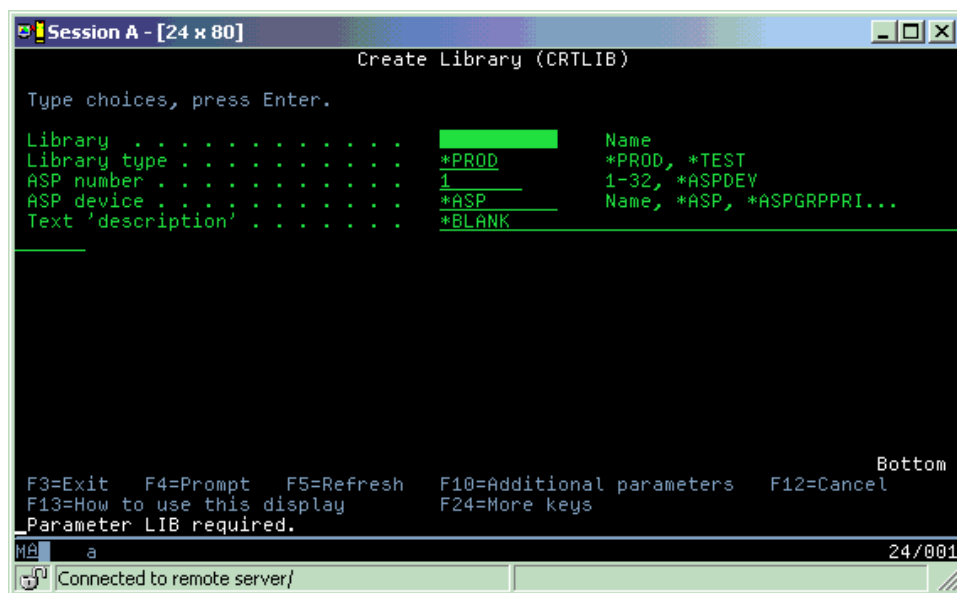 Session A - [24 x 80]
Create Library (CRTLIB)
Type choices, press Enter.
Library . . . . . . . . . . . . Name
Library type . . . . . . . . . . *PROD *PROD, *TEST
ASP number . . . . . . . . . . . 1 1-32, *ASPDEV
ASP device . . . . . . . . . . . *ASP Name, *ASP, *ASPGRPPRI...
Text 'description' . . . . . . . *BLANK
Bottom
F3=Exit F4=Prompt F5=Refresh F10=Additional parameters F12=Cancel
F13=How to use this display F24=More keys
Parameter LIB required.
MA a 24/001
Connected to remote server/